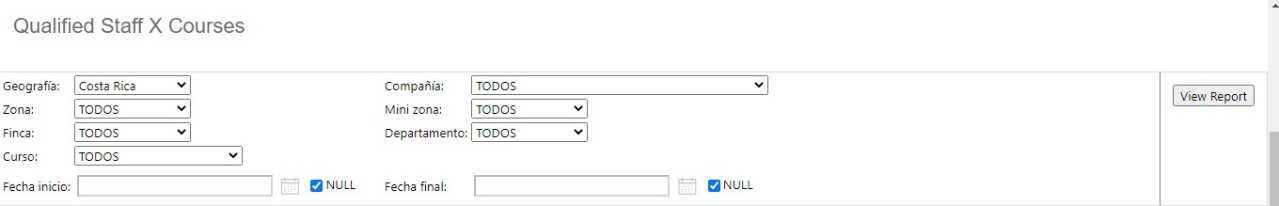 Qualified Staff X Courses
Geografía: Costa Rica Compañía: TODOS
View Report
Zona: TODOS Mini zona: TODOS
Finca: TODOS Departamento: TODOS
Curso: TODOS
Fecha inicio: NULL Fecha final: NULL